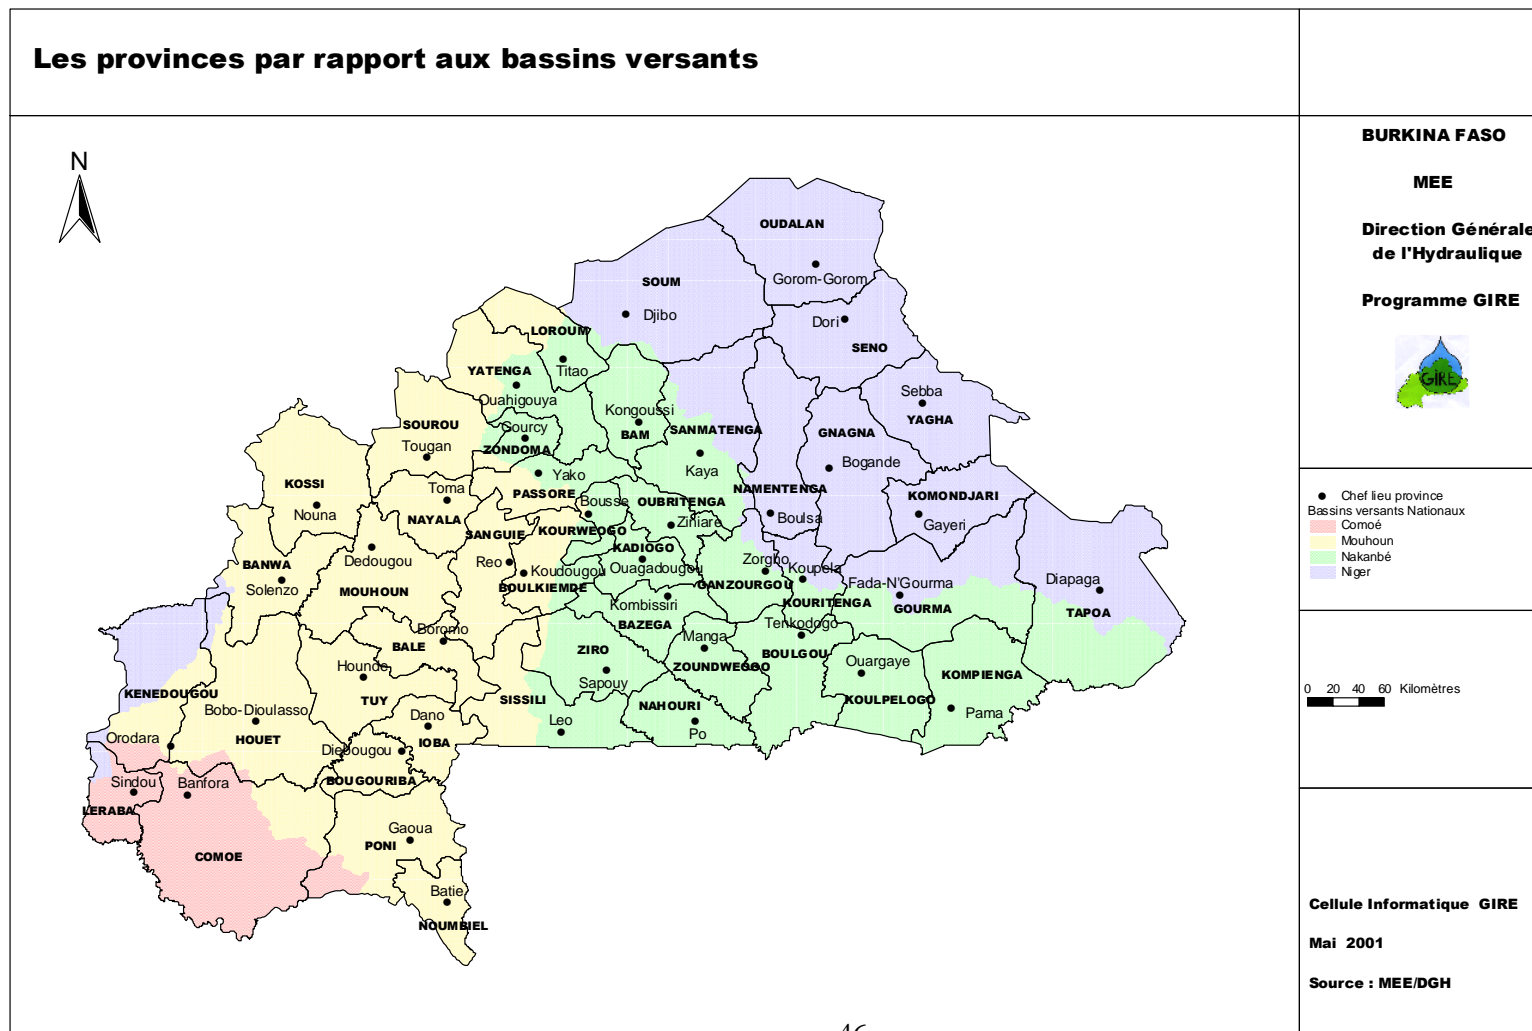 Les provinces par rapport aux bassins versants
BURKINA FASO
MEE
Direction Générale
de l'Hydraulique
Programme GIRE
GIRE
Chef lieu province
Bassins versants Nationaux
Comoé
Mouhoun
Nakanbé
Niger
0 20 40 60 Kilomètres
Cellule Informatique GIRE
Mai 2001
Source : MEE/DGH
N
OUDALAN
Gorom-Gorom
SOUM
Djibo
Dori
SENO
LOROUM
Titao
YATENGA
Ouahigouya
Sebba
YAGHA
Kongoussi
BAM
SANMATENGA
Kaya
GNAGNA
Bogande
SOUROU
Tougan
Gourcy
ZONDOMA
Yako
PASSORE
KOSSI
Nouna
Toma
NAYALA
Bousse
OUBRITENGA
Ziniare
NAMENTENGA
Boulsa
KOMONDJARI
Gayeri
SANGUIE
Reo
KOURWEOGO
KADIOGO
Ouagadougou
Dedougou
MOUHOUN
BANWA
Solenzo
Koudougou
BOULKIEMDE
Zorgho
GANZOURGOU
Koupela
KOURITENGA
Fada-N'Gourma
GOURMA
Diapaga
TAPOA
Kombissiri
BAZEGA
Boromo
BALE
Manga
ZOUNDWEOGO
Tenkodogo
BOULGOU
ZIRO
Sapouy
Hounde
TUY
Ouargaye
KOULPELOGO
KOMPIENGA
Pama
KENEDOUGOU
Orodara
Bobo-Dioulasso
HOUET
SISSILI
Leo
NAHOURI
Po
Dano
IOBA
Diebougou
BOUGOURIBA
Sindou
LERABA
Banfora
COMOE
Gaoua
PONI
Batie
NOUMBIEL
46